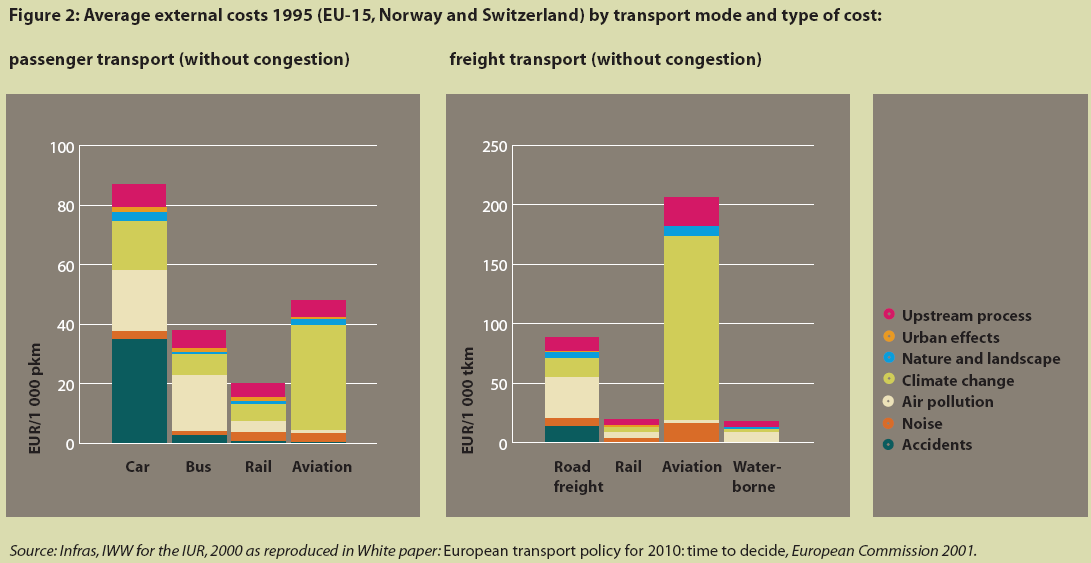 Figure 2: Average external costs 1995 (EU-15, Norway and Switzerland) by transport mode and type of cost:
passenger transport (without congestion)
freight transport (without congestion)
EUR/1 000 pkm
100
80
60
40
20
0
Car
Bus
Rail
Aviation
EUR/1 000 tkm
250
200
150
100
50
0
Road
freight
Rail
Aviation
Water-
borne
Upstream process
Urban effects
Nature and landscape
Climate change
Air pollution
Noise
Accidents
Source: Infras, IWW for the IUR, 2000 as reproduced in White paper: European transport policy for 2010: time to decide, European Commission 2001.